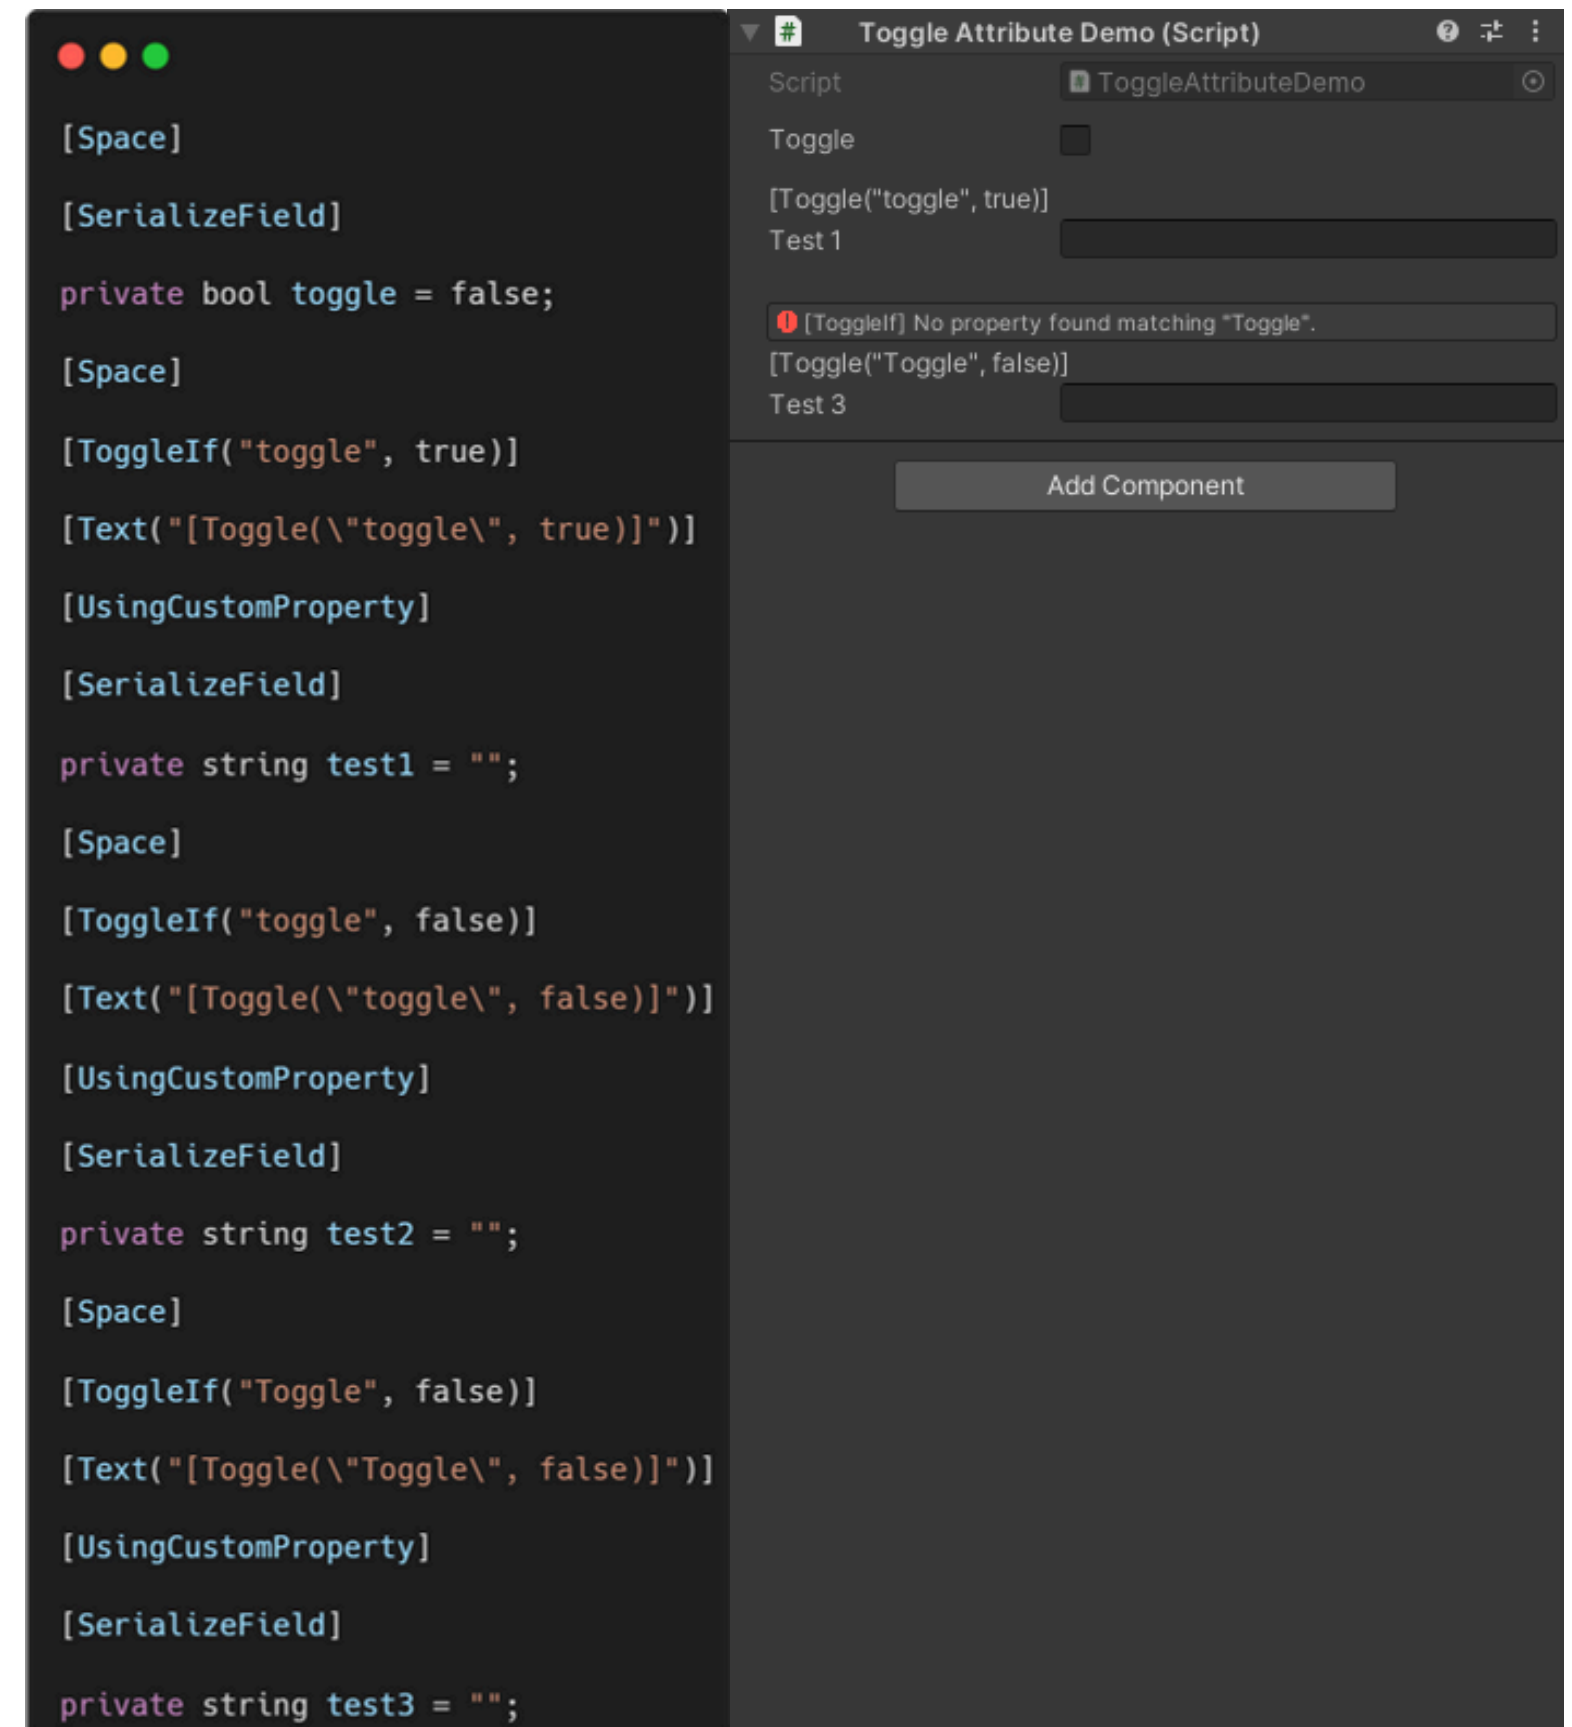 [Space]
[SerializeField]
private bool toggle = false;
[Space]
[ToggleIf("toggle", true)]
[Text("[Toggle(\"toggle\", true)]")]
[UsingCustomProperty]
[SerializeField]
private string test1 = "";
[Space]
[ToggleIf("toggle", false)]
[Text("[Toggle(\"toggle\", false)]")]
[UsingCustomProperty]
[SerializeField]
private string test2 = "";
[Space]
[ToggleIf("Toggle", false)]
[Text("[Toggle(\"Toggle\", false)]")]
[UsingCustomProperty]
[SerializeField]
private string test3 = "";
# Toggle Attribute Demo (Script)
Script # ToggleAttributeDemo
Toggle
[Toggle("toggle", true)]
Test 1
[ToggleIf] No property found matching "Toggle".
[Toggle("Toggle", false)]
Test 3
Add Component